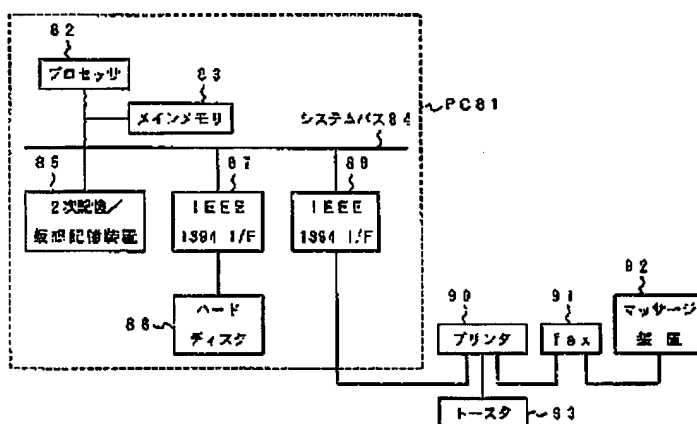 82
プロセッサ
83
メインメモリ
システムバス84
PC81
85
2次記憶/
仮想記憶装置
87
IEEE
1394 I/F
IEEE
1394 I/F
ハード
ディスク
90
プリンタ
91
fax
92
マッサージ
装置
トースタ
93